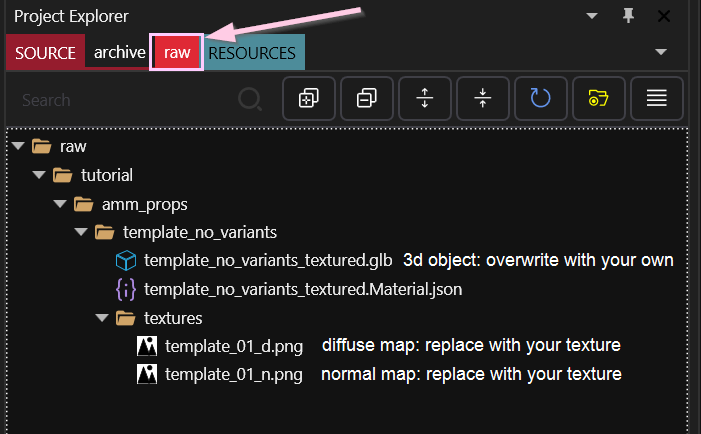 Project Explorer
SOURCE archive raw RESOURCES
Search
raw
tutorial
amm_props
template_no_variants
template_no_variants_textured.glb 3d object: overwrite with your own
template_no_variants_textured.Material.json
textures
template_01_d.png diffuse map: replace with your texture
template_01_n.png normal map: replace with your texture